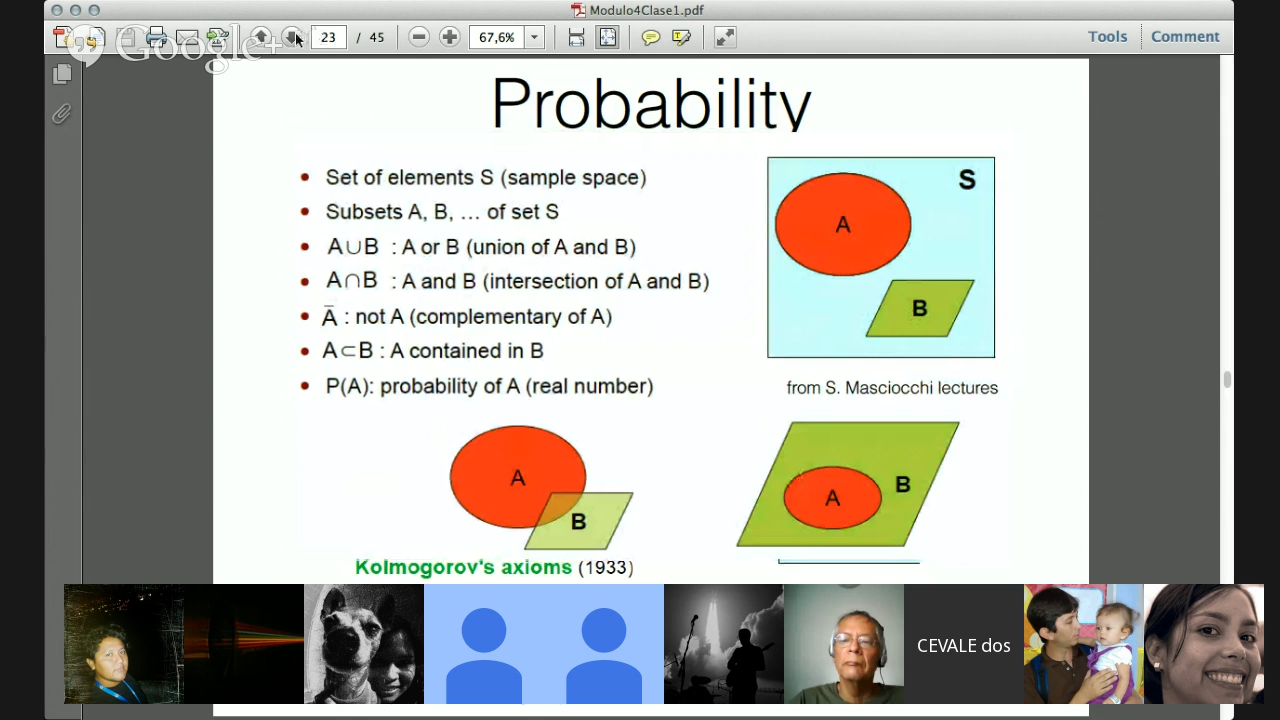 Modulo4Clase1.pdf
Google+
23 / 45
67,6%
Tools
Comment
Probability
Set of elements S (sample space)
Subsets A, B, … of set S
A∪B : A or B (union of A and B)
A∩B : A and B (intersection of A and B)
Ā : not A (complementary of A)
A⊂B : A contained in B
P(A): probability of A (real number)
S
A
B
from S. Masciocchi lectures
A
B
A
B
Kolmogorov's axioms (1933)
CEVALE dos